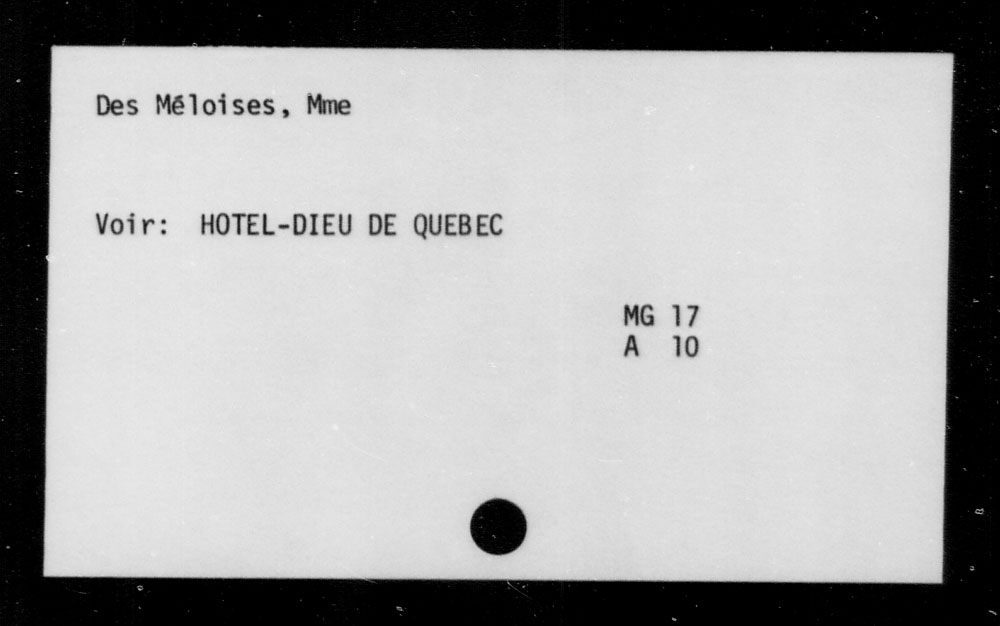 Des Méloises, Mme
Voir: HOTEL-DIEU DE QUEBEC
MG 17
A 10